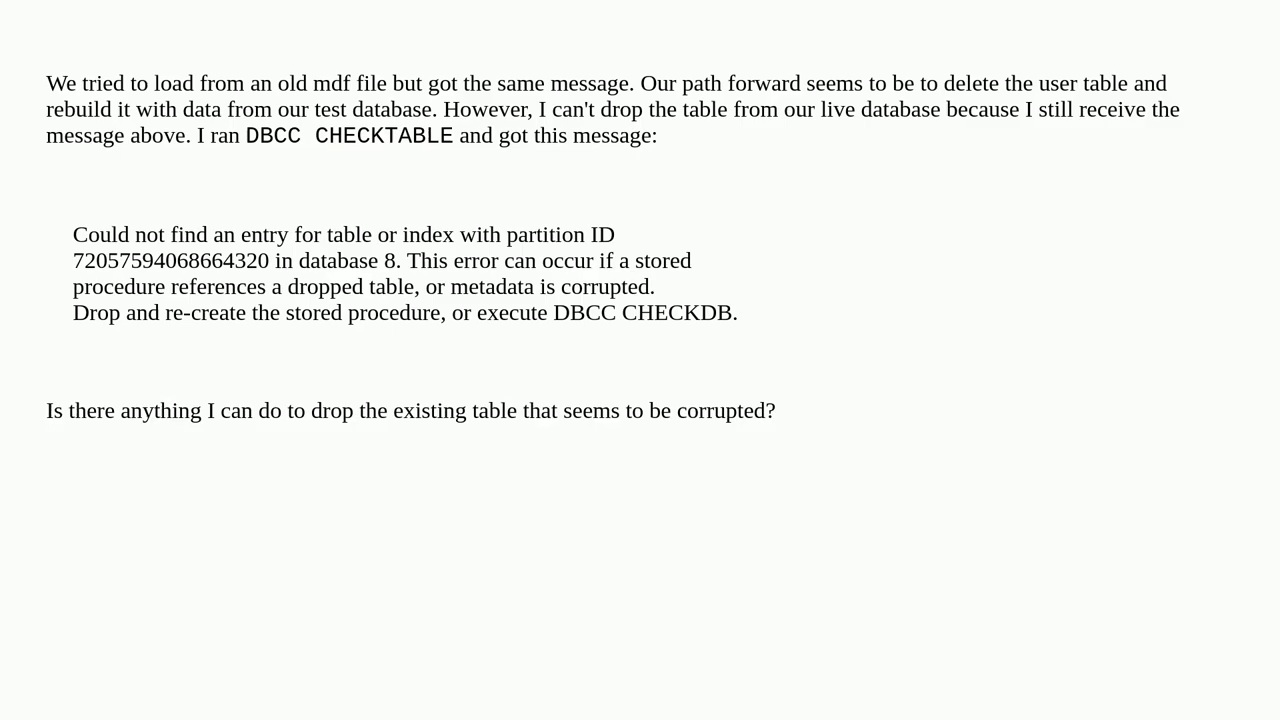 We tried to load from an old mdf file but got the same message. Our path forward seems to be to delete the user table and
rebuild it with data from our test database. However, I can't drop the table from our live database because I still receive the
message above. I ran DBCC CHECKTABLE and got this message:
Could not find an entry for table or index with partition ID
72057594068664320 in database 8. This error can occur if a stored
procedure references a dropped table, or metadata is corrupted.
Drop and re-create the stored procedure, or execute DBCC CHECKDB.
Is there anything I can do to drop the existing table that seems to be corrupted?